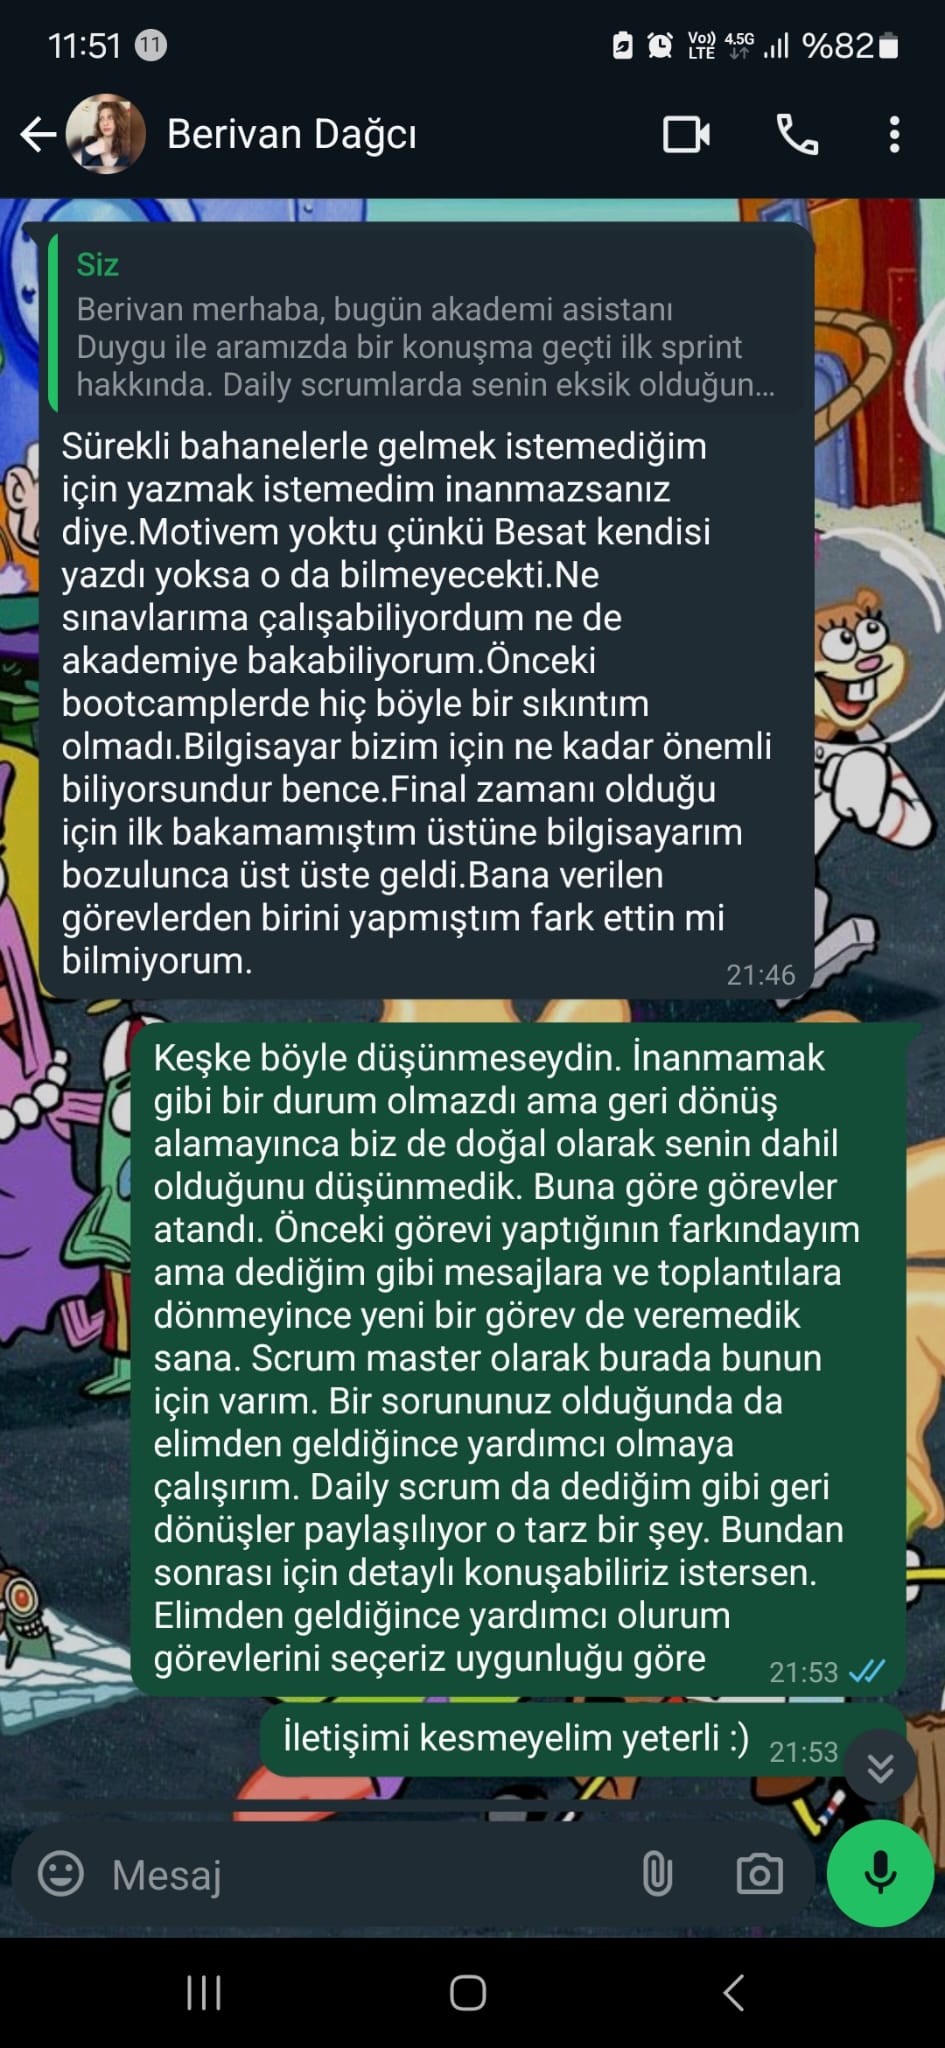 11:51 11 Vo)) LTE 4.5G %82
Berivan Dağcı
Siz
Berivan merhaba, bugün akademi asistanı
Duygu ile aramızda bir konuşma geçti ilk sprint
hakkında. Daily scrumlarda senin eksik olduğun...
Sürekli bahanelerle gelmek istemediğim
için yazmak istemedim inanmazsanız
diye.Motivem yoktu çünkü Besat kendisi
yazdı yoksa o da bilmeyecekti.Ne
sınavlarıma çalışabiliyordum ne de
akademiye bakabiliyorum.Önceki
bootcamplerde hiç böyle bir sıkıntım
olmadı.Bilgisayar bizim için ne kadar önemli
biliyorsundur bence.Final zamanı olduğu
için ilk bakamamıştım üstüne bilgisayarım
bozulunca üst üste geldi.Bana verilen
görevlerden birini yapmıştım fark ettin mi
bilmiyorum.
21:46
Keşke böyle düşünmeseydin. İnanmamak
gibi bir durum olmazdı ama geri dönüş
alamayınca biz de doğal olarak senin dahil
olduğunu düşünmedik. Buna göre görevler
atandı. Önceki görevi yaptığının farkındayım
ama dediğim gibi mesajlara ve toplantılara
dönmeyince yeni bir görev de veremedik
sana. Scrum master olarak burada bunun
için varım. Bir sorununuz olduğunda da
elimden geldiğince yardımcı olmaya
çalışırım. Daily scrum da dediğim gibi geri
dönüşler paylaşılıyor o tarz bir şey. Bundan
sonrası için detaylı konuşabiliriz istersen.
Elimden geldiğince yardımcı olurum
görevlerini seçeriz uygunluğu göre
21:53
İletişimi kesmeyelim yeterli :)
21:53
Mesaj